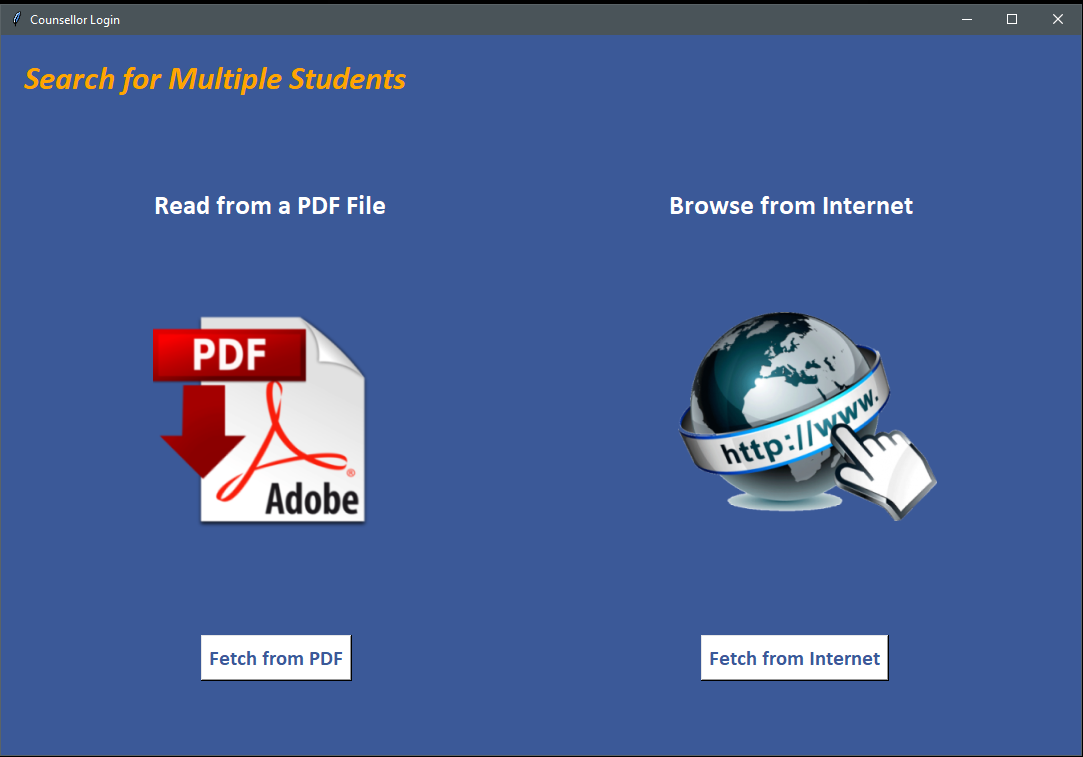 Counsellor Login
Search for Multiple Students
Read from a PDF File
Browse from Internet
PDF
Adobe
®
http://www.
Fetch from PDF
Fetch from Internet